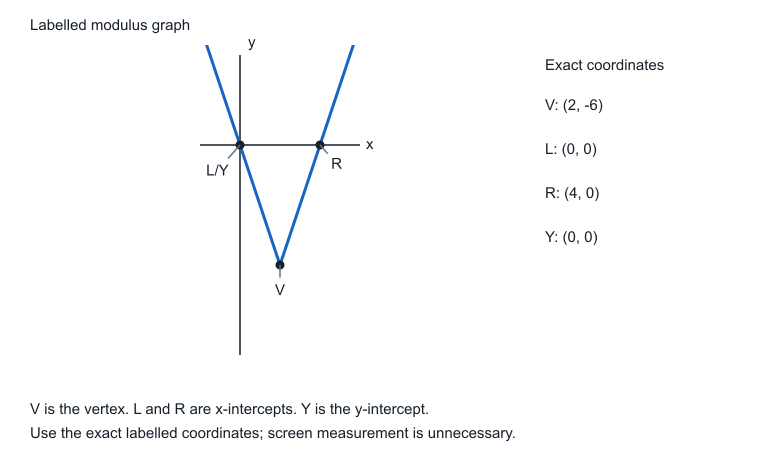 Labelled modulus graph
y
x
L/Y
R
V
Exact coordinates
V: (2, -6)
L: (0, 0)
R: (4, 0)
Y: (0, 0)
V is the vertex. L and R are x-intercepts. Y is the y-intercept.
Use the exact labelled coordinates; screen measurement is unnecessary.